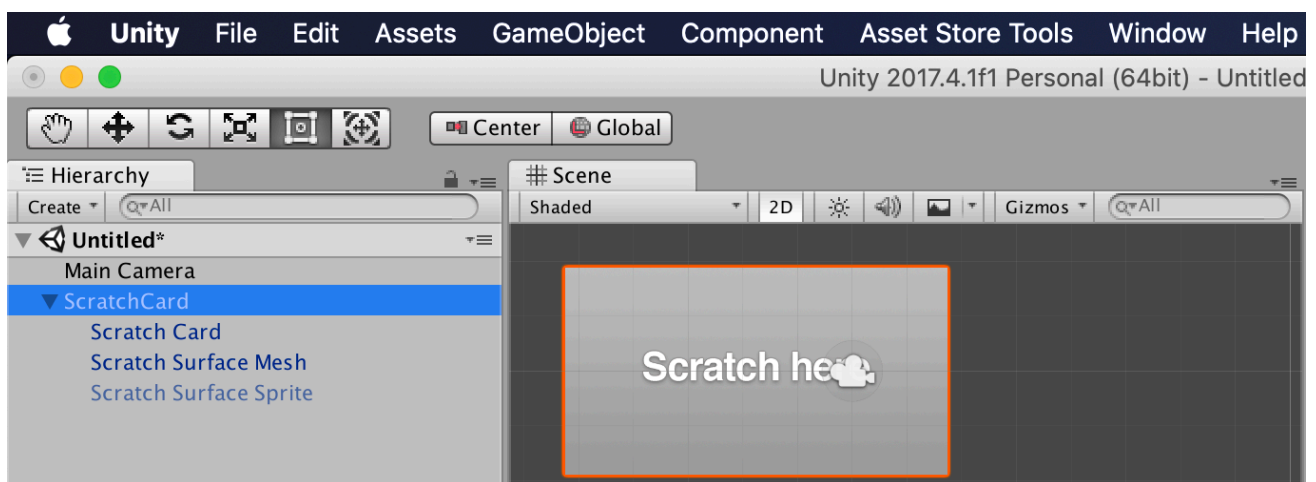 Unity File Edit Assets GameObject Component Asset Store Tools Window Help
Unity 2017.4.1f1 Personal (64bit) - Untitled
Center Global
Hierarchy
Create All
Untitled*
Main Camera
ScratchCard
Scratch Card
Scratch Surface Mesh
Scratch Surface Sprite
Scene
Shaded 2D Gizmos All
Scratch he